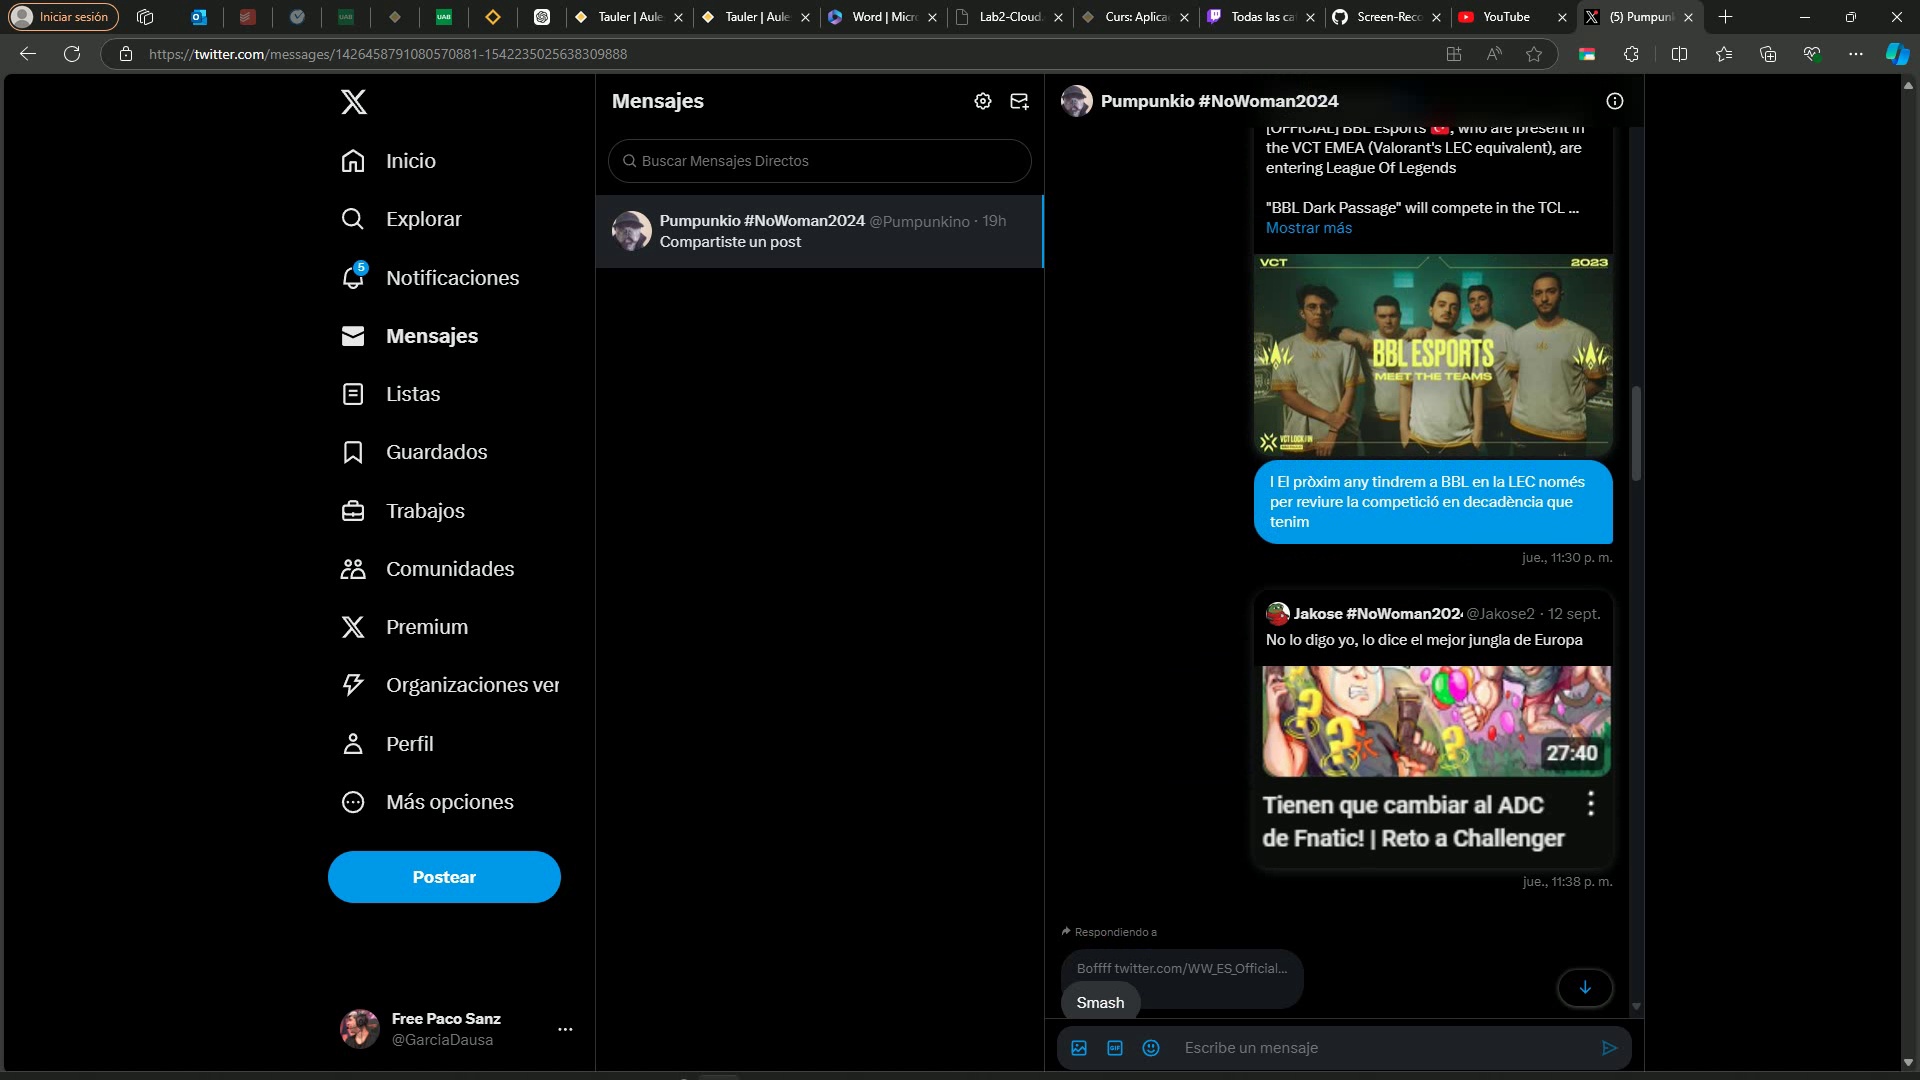 Iniciar sesión
UAB
UAB
Tauler | Aule
Tauler | Aule
Word | Micr
Lab2-Cloud.
Curs: Aplica
Todas las ca
Screen-Reco
YouTube
(5) Pumpun
https://twitter.com/messages/1426458791080570881-1542235025638309888
Inicio
Explorar
5
Notificaciones
Mensajes
Listas
Guardados
Trabajos
Comunidades
Premium
Organizaciones ver
Perfil
Más opciones
Postear
Free Paco Sanz
@GarciaDausa
Mensajes
Buscar Mensajes Directos
Pumpunkio #NoWoman2024 @Pumpunkino · 19h
Compartiste un post
Pumpunkio #NoWoman2024
[OFFICIAL] BBL Esports, who are present in
the VCT EMEA (Valorant's LEC equivalent), are
entering League Of Legends
"BBL Dark Passage" will compete in the TCL ...
Mostrar más
VCT
2023
BBL ESPORTS
MEET THE TEAMS
VCT LOCK//IN
I El pròxim any tindrem a BBL en la LEC només
per reviure la competició en decadència que
tenim
jue., 11:30 p. m.
Jakose #NoWoman202 @Jakose2 · 12 sept.
No lo digo yo, lo dice el mejor jungla de Europa
27:40
Tienen que cambiar al ADC
de Fnatic! | Reto a Challenger
jue., 11:38 p. m.
Respondiendo a
Boffff twitter.com/WW_ES_Official...
Smash
GIF
Escribe un mensaje